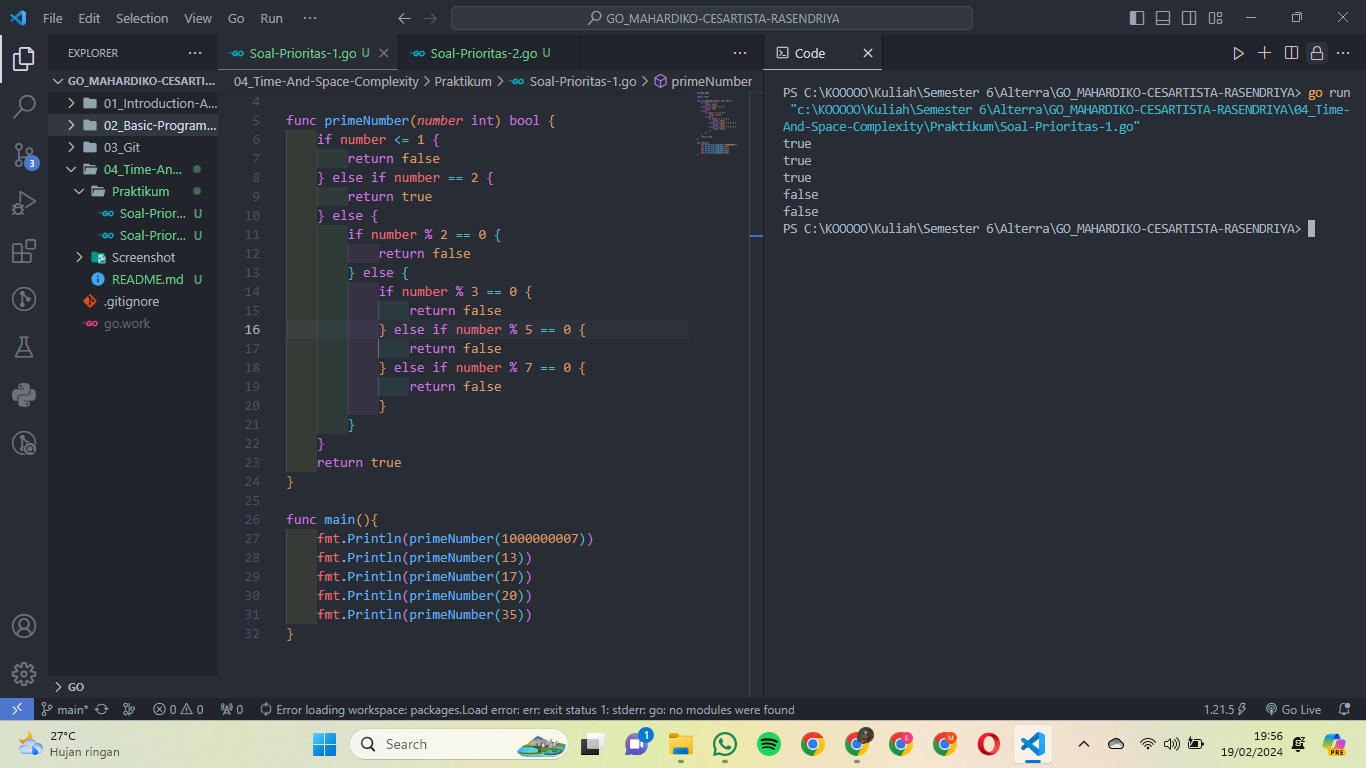 File Edit Selection View Go Run ···
GO_MAHARDIKO-CESARTISTA-RASENDRIYA
EXPLORER ···
GO_MAHARDIKO-CESARTI...
01_Introduction-A...
02_Basic-Program...
03_Git
04_Time-An...
Praktikum
Soal-Prior... U
Soal-Prior... U
Screenshot
README.md U
.gitignore
go.work
GO
3
Soal-Prioritas-1.go U
Soal-Prioritas-2.go U
···
04_Time-And-Space-Complexity > Praktikum > Soal-Prioritas-1.go > primeNumber
4
5 func primeNumber(number int) bool {
6 if number <= 1 {
7 return false
8 } else if number == 2 {
9 return true
10 } else {
11 if number % 2 == 0 {
12 return false
13 } else {
14 if number % 3 == 0 {
15 return false
16 } else if number % 5 == 0 {
17 return false
18 } else if number % 7 == 0 {
19 return false
20 }
21 }
22 }
23 return true
24 }
25
26 func main(){
27 fmt.Println(primeNumber(1000000007))
28 fmt.Println(primeNumber(13))
29 fmt.Println(primeNumber(17))
30 fmt.Println(primeNumber(20))
31 fmt.Println(primeNumber(35))
32 }
Code
···
PS C:\KOOOOO\Kuliah\Semester 6\Alterra\GO_MAHARDIKO-CESARTISTA-RASENDRIYA> go run
"c:\KOOOOO\Kuliah\Semester 6\Alterra\GO_MAHARDIKO-CESARTISTA-RASENDRIYA\04_Time-
And-Space-Complexity\Praktikum\Soal-Prioritas-1.go"
true
true
true
false
false
PS C:\KOOOOO\Kuliah\Semester 6\Alterra\GO_MAHARDIKO-CESARTISTA-RASENDRIYA>
main* 0 0 0 Error loading workspace: packages.Load error: err: exit status 1: stderr: go: no modules were found 1.21.5 Go Live
27°C
Hujan ringan
Search
1
E
M
PRE
19:56
19/02/2024